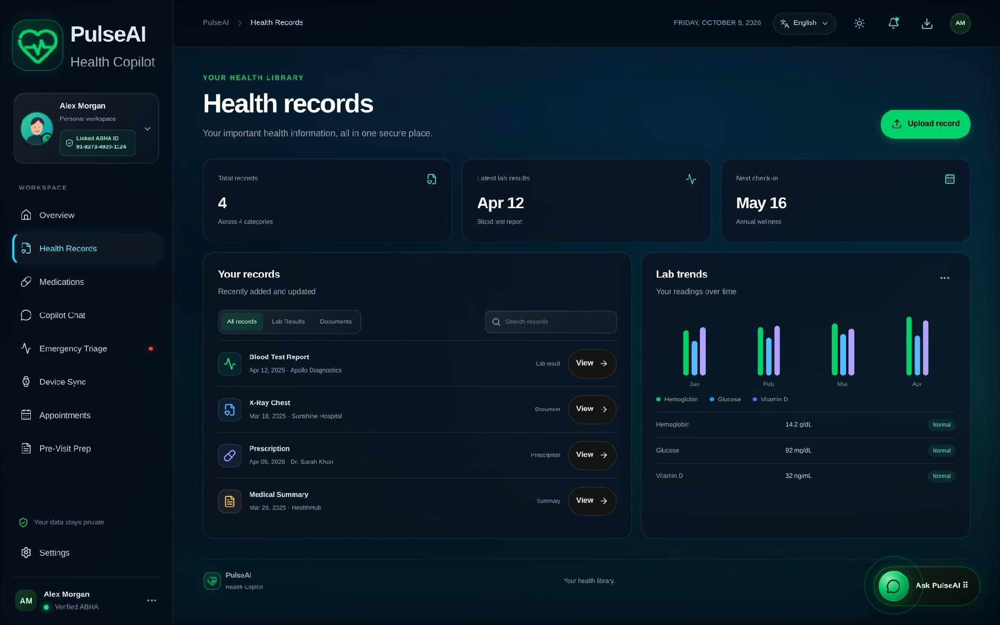 PulseAI
Health Copilot
Alex Morgan
Personal workspace
Linked ABHA ID
91-8273-4920-1124
WORKSPACE
Overview
Health Records
Medications
Copilot Chat
Emergency Triage
Device Sync
Appointments
Pre-Visit Prep
Your data stays private
Settings
AM
Alex Morgan
Verified ABHA
PulseAI
Health Records
FRIDAY, OCTOBER 9, 2026
English
AM
YOUR HEALTH LIBRARY
Health records
Your important health information, all in one secure place.
Upload record
Total records
4
Across 4 categories
Latest lab results
Apr 12
Blood test report
Next check-in
May 16
Annual wellness
Your records
Recently added and updated
All records
Lab Results
Documents
Search records
Blood Test Report
Apr 12, 2025 · Apollo Diagnostics
Lab result
View
X-Ray Chest
Mar 18, 2025 · Sunshine Hospital
Document
View
Prescription
Apr 05, 2025 · Dr. Sarah Khan
Prescription
View
Medical Summary
Mar 20, 2025 · HealthHub
Summary
View
Lab trends
Your readings over time
Jan
Feb
Mar
Apr
Hemoglobin
Glucose
Vitamin D
Hemoglobin
14.2 g/dL
Normal
Glucose
92 mg/dL
Normal
Vitamin D
32 ng/mL
Normal
PulseAI
Health Copilot
Your health library.
Ask PulseAI ⠿